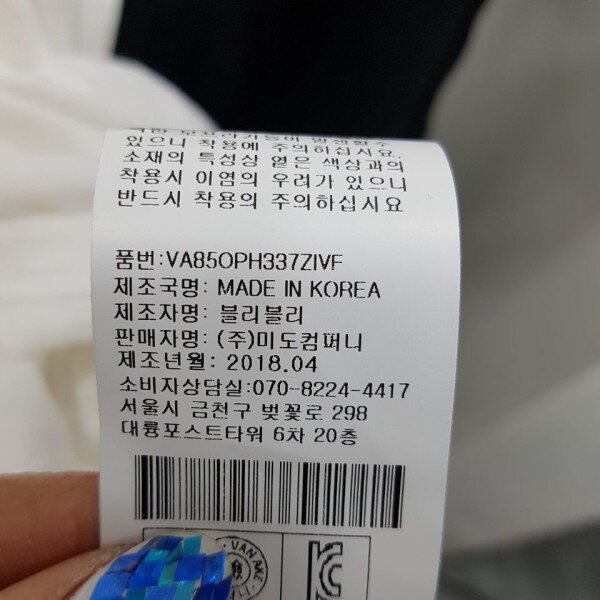 있으니 착용에 주의하십시요.
소재의 특성상 옅은 색상과의
착용시 이염의 우려가 있으니
반드시 착용의 주의하십시요
품번:VA85OPH337ZIVF
제조국명: MADE IN KOREA
제조자명: 블리블리
판매자명: (주)미도컴퍼니
제조년월: 2018.04
소비자상담실:070-8224-4417
서울시 금천구 벚꽃로 298
대륭포스트타워 6차 20층
VAN AKE